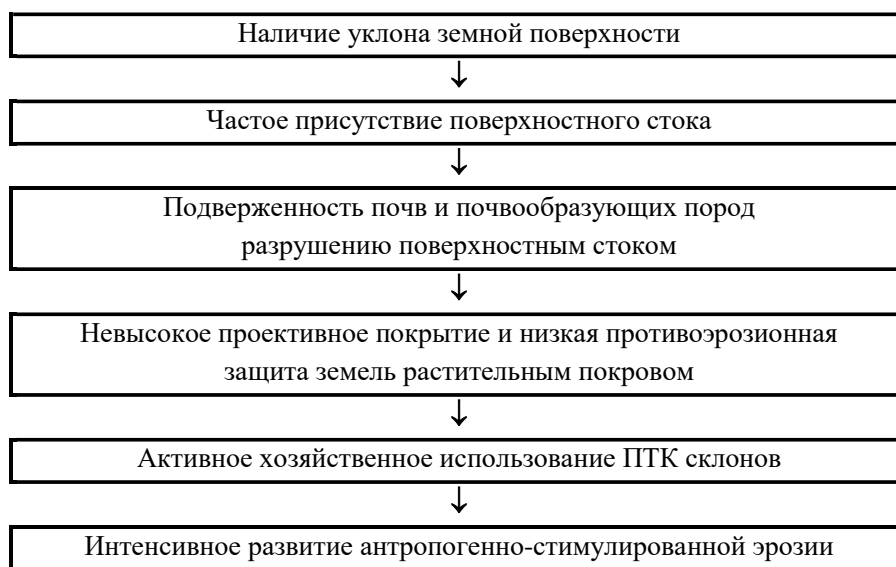 Наличие уклона земной поверхности
↓
Частое присутствие поверхностного стока
↓
Подверженность почв и почвообразующих пород
разрушению поверхностным стоком
↓
Невысокое проективное покрытие и низкая противоэрозионная
защита земель растительным покровом
↓
Активное хозяйственное использование ПТК склонов
↓
Интенсивное развитие антропогенно-стимулированной эрозии